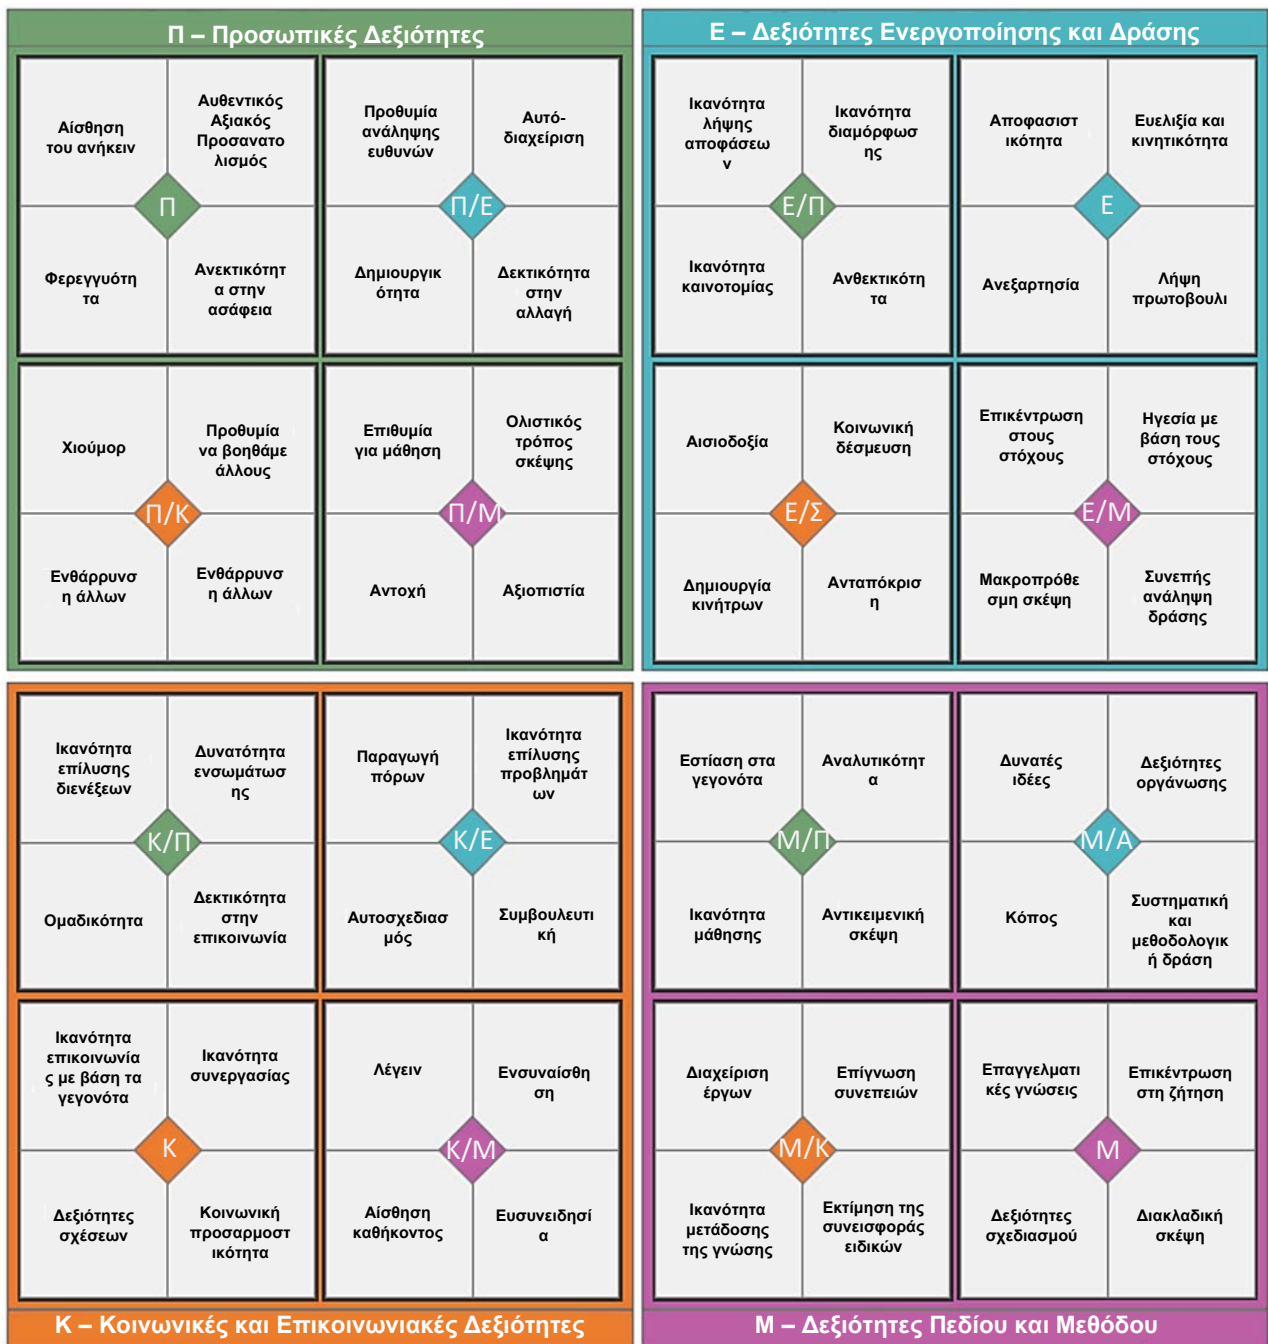 Π – Προσωπικές Δεξιότητες
Αίσθηση
του ανήκειν
Αυθεντικός
Αξιακός
Προσανατο
λισμός
Π
Φερεγγυότη
τα
Ανεκτικότητ
α στην
ασάφεια
Προθυμία
ανάληψης
ευθυνών
Αυτό-
διαχείριση
Π/Ε
Δημιουργικ
ότητα
Δεκτικότητα
στην
αλλαγή
Χιούμορ
Προθυμία
να βοηθάμε
άλλους
Π/Κ
Ενθάρρυνσ
η άλλων
Ενθάρρυνσ
η άλλων
Επιθυμία
για μάθηση
Ολιστικός
τρόπος
σκέψης
Π/Μ
Αντοχή
Αξιοπιστία
Ε – Δεξιότητες Ενεργοποίησης και Δράσης
Ικανότητα
λήψης
αποφάσεω
ν
Ικανότητα
διαμόρφωσ
ης
Ε/Π
Ικανότητα
καινοτομίας
Ανθεκτικότη
τα
Αποφασιστ
ικότητα
Ευελιξία και
κινητικότητα
Ε
Ανεξαρτησία
Λήψη
πρωτοβουλι
Αισιοδοξία
Κοινωνική
δέσμευση
Ε/Σ
Δημιουργία
κινήτρων
Ανταπόκρισ
η
Επικέντρωση
στους
στόχους
Ηγεσία με
βάση τους
στόχους
Ε/Μ
Μακροπρόθε
σμη σκέψη
Συνεπής
ανάληψη
δράσης
Ικανότητα
επίλυσης
διενέξεων
Δυνατότητα
ενσωμάτωσ
ης
Κ/Π
Ομαδικότητα
Δεκτικότητα
στην
επικοινωνία
Παραγωγή
πόρων
Ικανότητα
επίλυσης
προβλημάτ
ων
Κ/Ε
Αυτοσχεδιασ
μός
Συμβουλευτι
κή
Ικανότητα
επικοινωνία
ς με βάση τα
γεγονότα
Ικανότητα
συνεργασίας
Κ
Δεξιότητες
σχέσεων
Κοινωνική
προσαρμοστ
ικότητα
Λέγειν
Ενσυναίσθη
ση
Κ/Μ
Αίσθηση
καθήκοντος
Ευσυνειδησί
α
Κ – Κοινωνικές και Επικοινωνιακές Δεξιότητες
Εστίαση στα
γεγονότα
Αναλυτικότητ
α
Μ/Π
Ικανότητα
μάθησης
Αντικειμενική
σκέψη
Δυνατές
ιδέες
Δεξιότητες
οργάνωσης
Μ/Α
Κόπος
Συστηματική
και
μεθοδολογικ
ή δράση
Διαχείριση
έργων
Επίγνωση
συνεπειών
Μ/Κ
Ικανότητα
μετάδοσης
της γνώσης
Εκτίμηση της
συνεισφοράς
ειδικών
Επαγγελματι
κές γνώσεις
Επικέντρωση
στη ζήτηση
Μ
Δεξιότητες
σχεδιασμού
Διακλαδική
σκέψη
Μ – Δεξιότητες Πεδίου και Μεθόδου